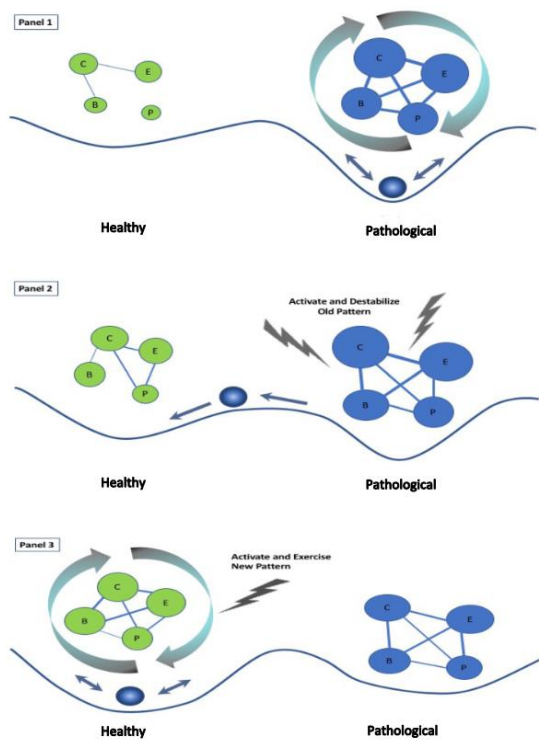 Panel 1
C
E
B
P
C
E
B
P
Healthy
Pathological
Panel 2
Activate and Destabilize
Old Pattern
C
E
B
P
C
E
B
P
Healthy
Pathological
Panel 3
Activate and Exercise
New Pattern
C
E
B
P
C
E
B
P
Healthy
Pathological